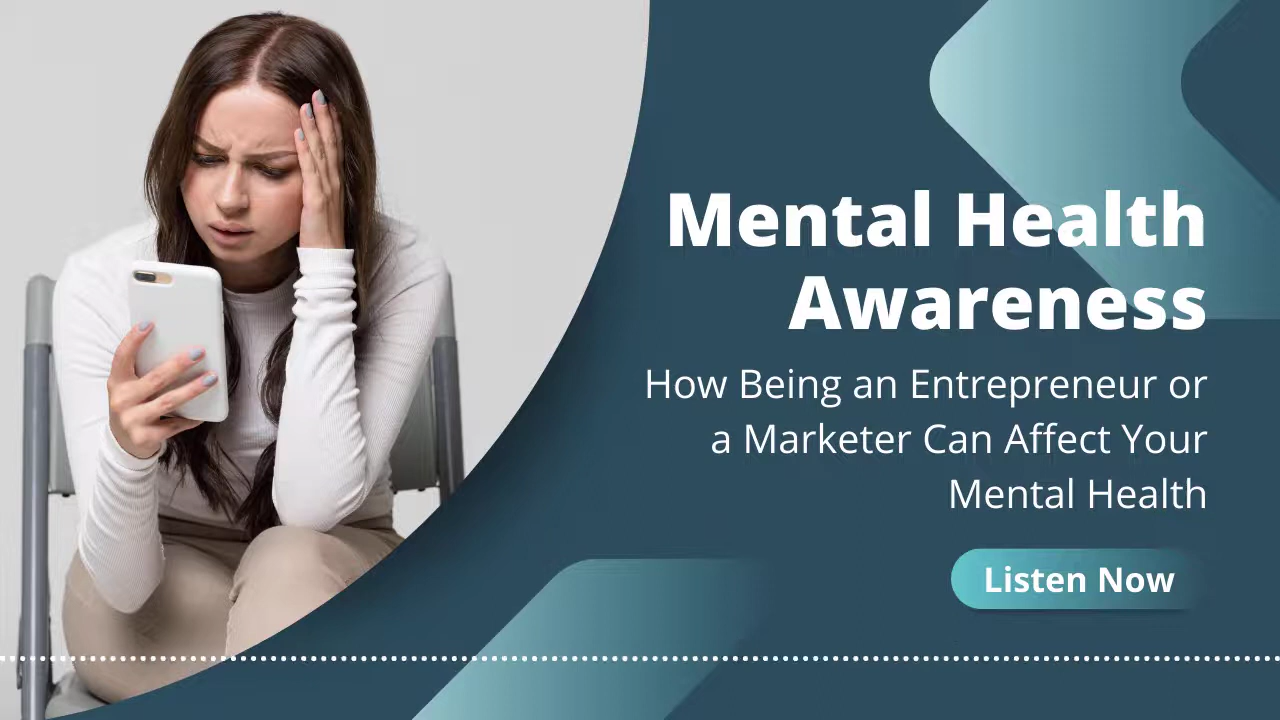 Mental Health
Awareness
How Being an Entrepreneur or
a Marketer Can Affect Your
Mental Health
Listen Now